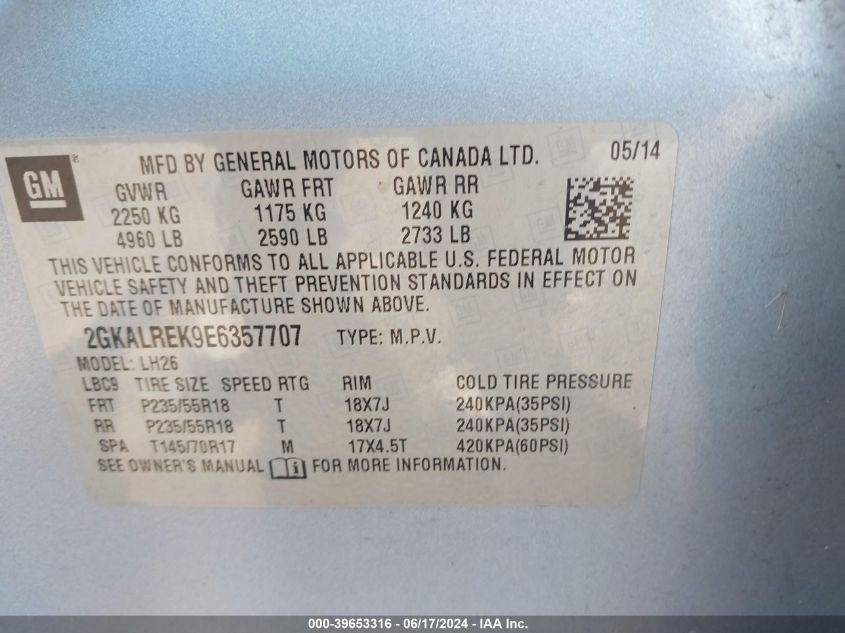 GM® MFD BY GENERAL MOTORS OF CANADA LTD. 05/14
GVWR GAWR FRT GAWR RR
2250 KG 1175 KG 1240 KG
4960 LB 2590 LB 2733 LB
THIS VEHICLE CONFORMS TO ALL APPLICABLE U.S. FEDERAL MOTOR
VEHICLE SAFETY AND THEFT PREVENTION STANDARDS IN EFFECT ON
THE DATE OF MANUFACTURE SHOWN ABOVE.
2GKALREK9E6357707 TYPE: M.P.V.
MODEL: LH26
LBC9 TIRE SIZE SPEED RTG RIM COLD TIRE PRESSURE
FRT P235/55R18 T 18X7J 240KPA(35PSI)
RR P235/55R18 T 18X7J 240KPA(35PSI)
SPA T145/70R17 M 17X4.5T 420KPA(60PSI)
SEE OWNER'S MANUAL FOR MORE INFORMATION.
000-39653316 - 06/17/2024 - IAA Inc.